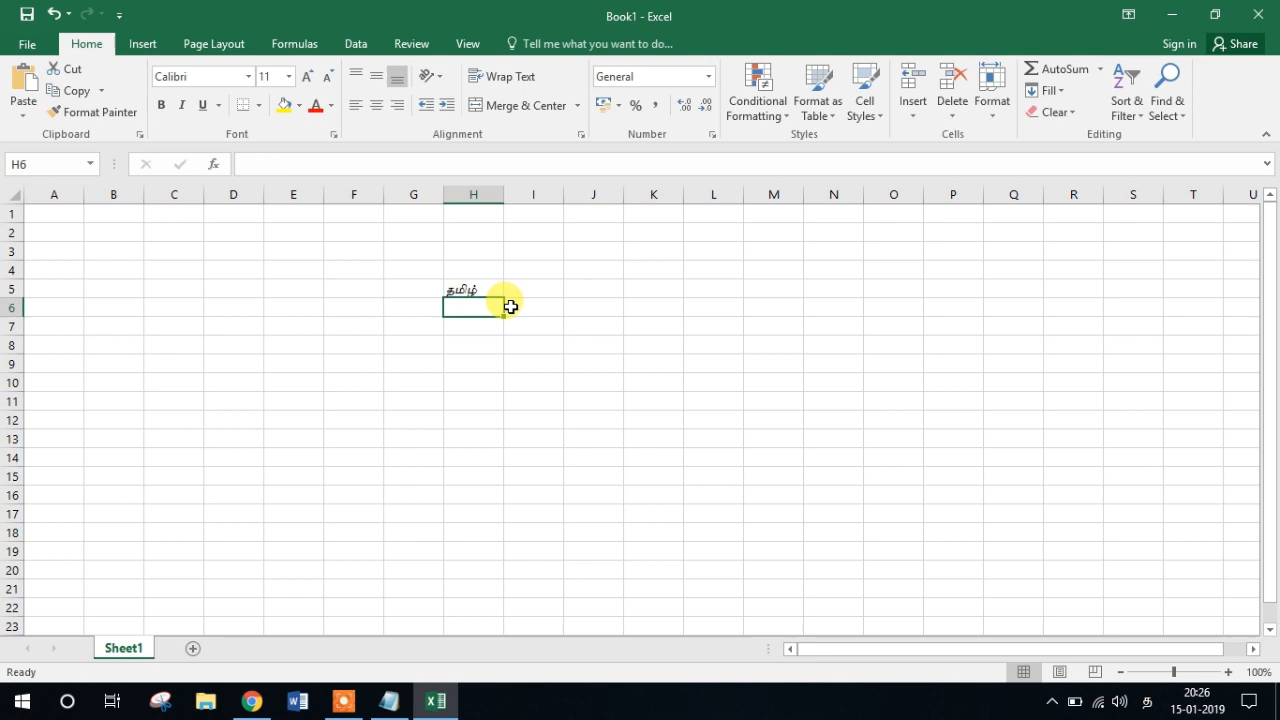 Book1 - Excel
File Home Insert Page Layout Formulas Data Review View Tell me what you want to do... Sign in Share
Paste Cut Copy Format Painter Clipboard
Calibri 11 B I U A Font
Wrap Text Merge & Center Alignment
General % , Number
Conditional Formatting Format as Table Cell Styles Styles
Insert Delete Format Cells
AutoSum Fill Clear Sort & Filter Find & Select Editing
H6 fx
A B C D E F G H I J K L M N O P Q R S T U
1
2
3
4
5 தமிழ்
6
7
8
9
10
11
12
13
14
15
16
17
18
19
20
21
22
23
Sheet1
Ready 100%
20:26
15-01-2019